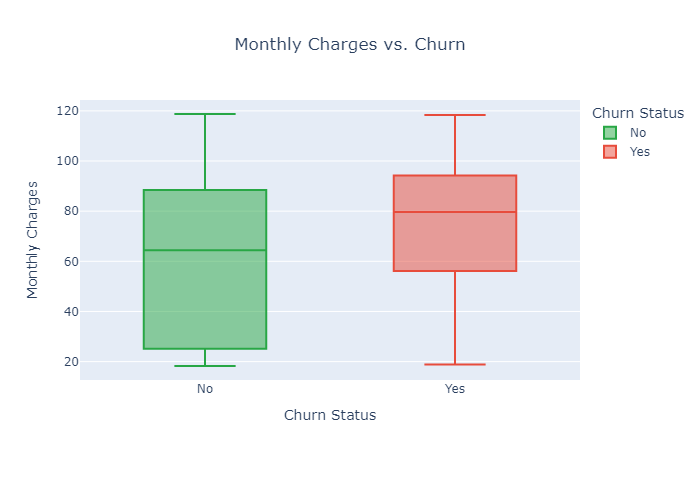 Monthly Charges vs. Churn
Churn Status
No
Yes
Monthly Charges
120
100
80
60
40
20
No
Yes
Churn Status